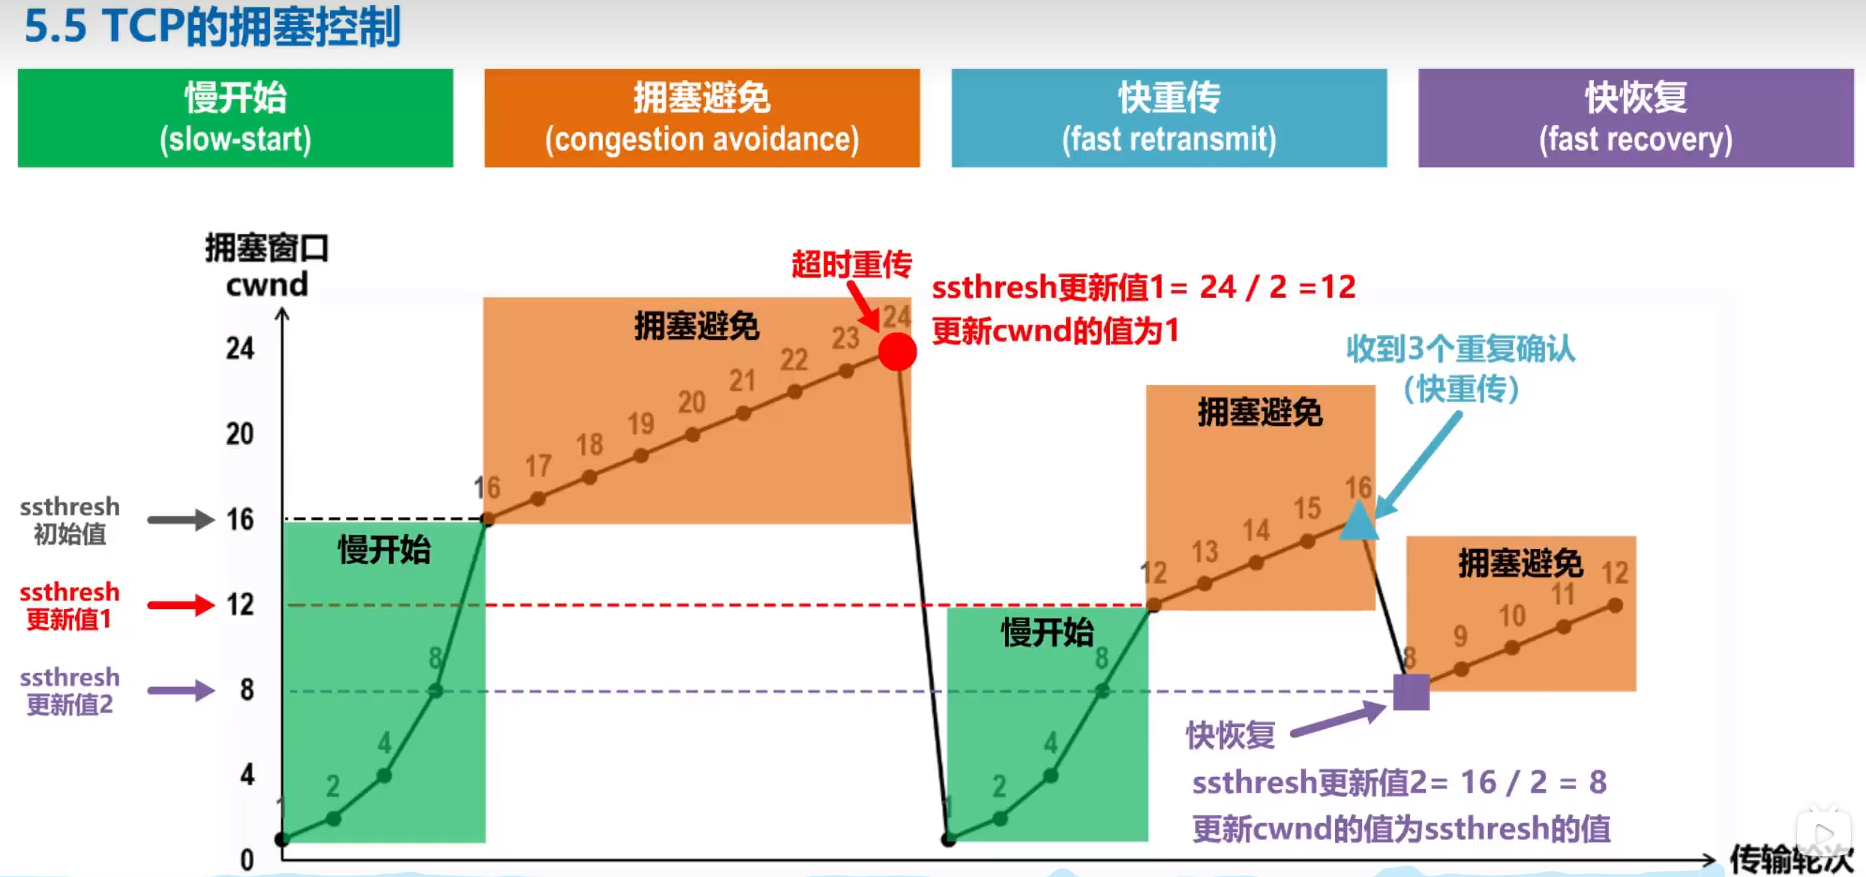 5.5 TCP的拥塞控制
慢开始
(slow-start)
拥塞避免
(congestion avoidance)
快重传
(fast retransmit)
快恢复
(fast recovery)
拥塞窗口
cwnd
超时重传
ssthresh更新值1= 24 / 2 =12
更新cwnd的值为1
收到3个重复确认
(快重传)
24
20
16
12
8
4
0
ssthresh
初始值
ssthresh
更新值1
ssthresh
更新值2
慢开始
1
2
4
8
16
拥塞避免
17
18
19
20
21
22
23
24
慢开始
1
2
4
8
12
拥塞避免
13
14
15
16
拥塞避免
8
9
10
11
12
快恢复
ssthresh更新值2= 16 / 2 = 8
更新cwnd的值为ssthresh的值
传输轮次